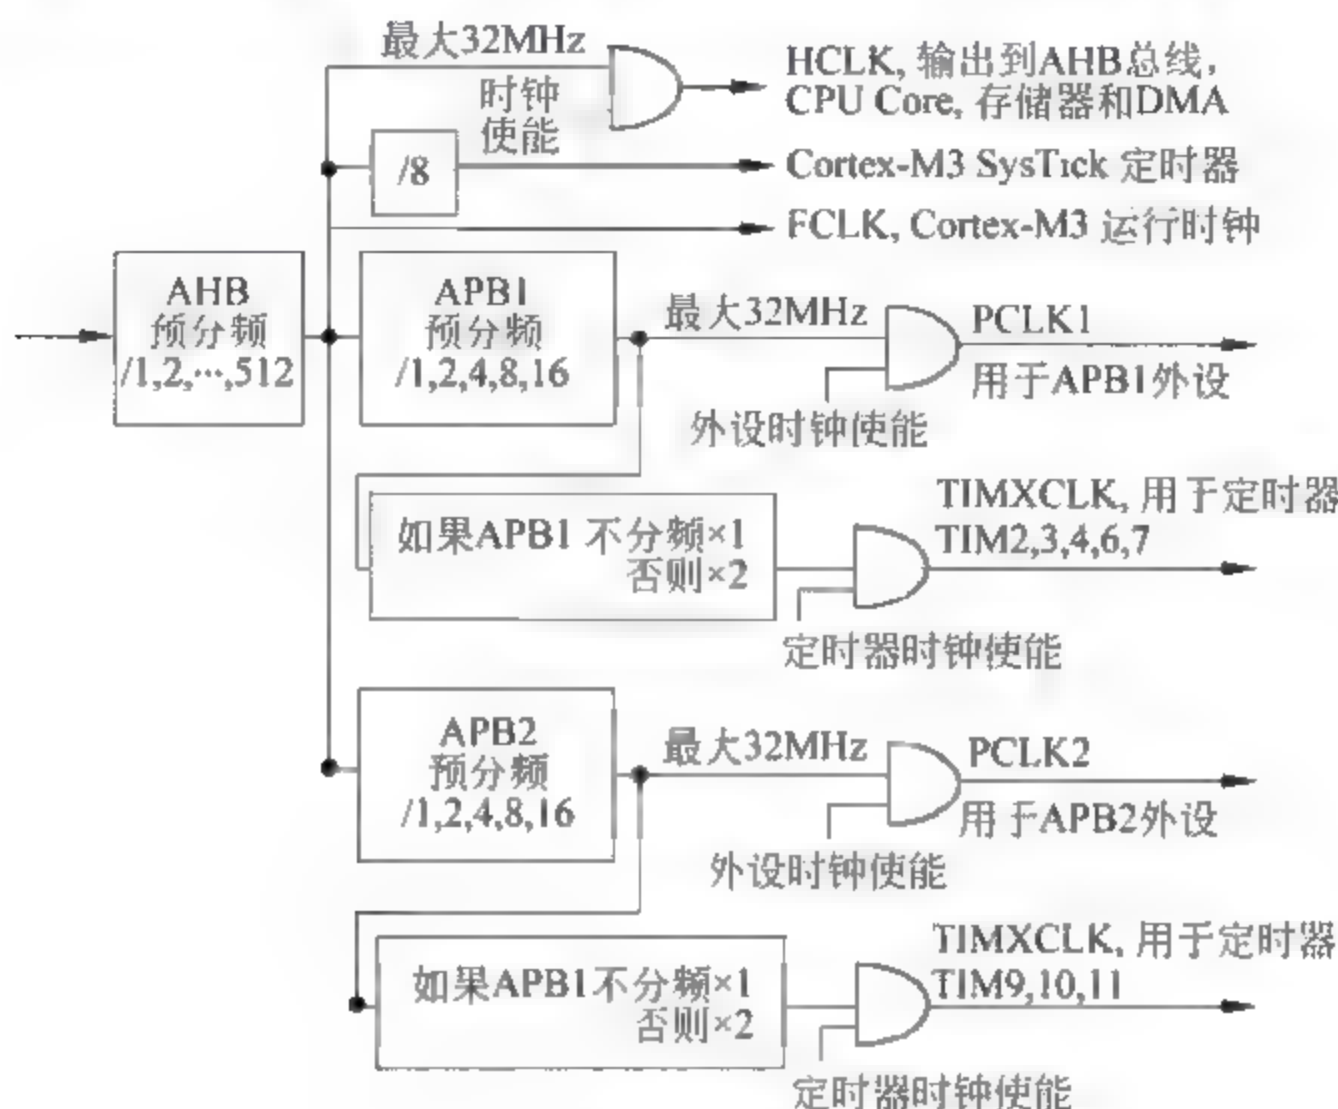 最大32MHz
时钟
使能
HCLK, 输出到AHB总线,
CPU Core, 存储器和DMA
/8
Cortex-M3 SysTick 定时器
FCLK, Cortex-M3 运行时钟
AHB
预分频
/1,2,…,512
APB1
预分频
/1,2,4,8,16
最大32MHz
PCLK1
用于APB1外设
外设时钟使能
如果APB1 不分频×1
否则×2
TIMXCLK, 用于定时器
TIM2,3,4,6,7
定时器时钟使能
APB2
预分频
/1,2,4,8,16
最大32MHz
PCLK2
用于APB2外设
外设时钟使能
如果APB1不分频×1
否则×2
TIMXCLK, 用于定时器
TIM9,10,11
定时器时钟使能